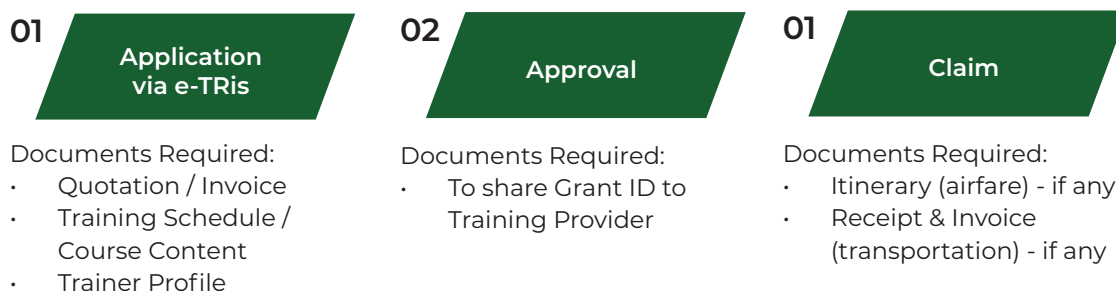 01
Application
via e-TRis
Documents Required:
• Quotation / Invoice
• Training Schedule /
Course Content
• Trainer Profile
02
Approval
Documents Required:
• To share Grant ID to
Training Provider
01
Claim
Documents Required:
• Itinerary (airfare) - if any
• Receipt & Invoice
(transportation) - if any